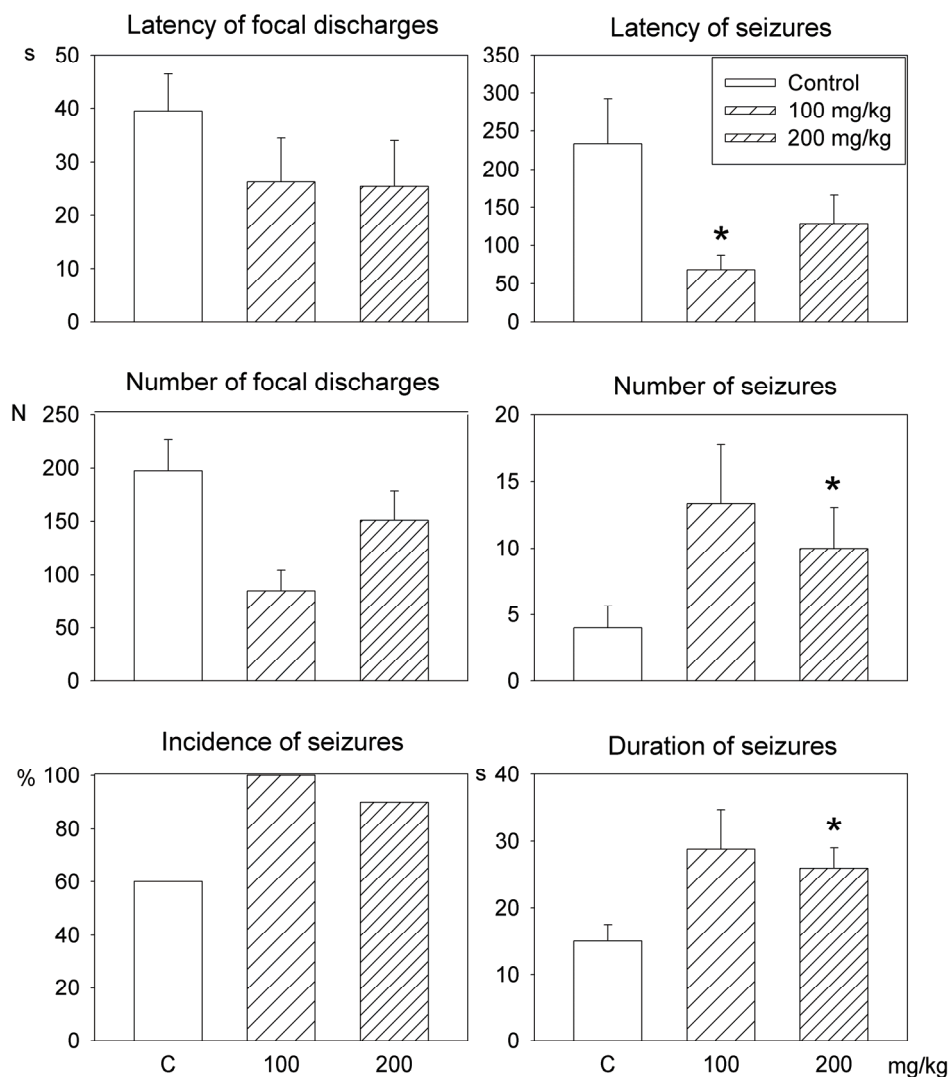 Latency of focal discharges
s
50
40
30
20
10
0
Latency of seizures
350
300
250
200
150
100
50
0
Control
100 mg/kg
200 mg/kg
*
Number of focal discharges
N
250
200
150
100
50
0
Number of seizures
20
15
10
5
0
*
Incidence of seizures
%
100
80
60
40
20
0
C 100 200
Duration of seizures
s
40
30
20
10
0
*
C 100 200 mg/kg